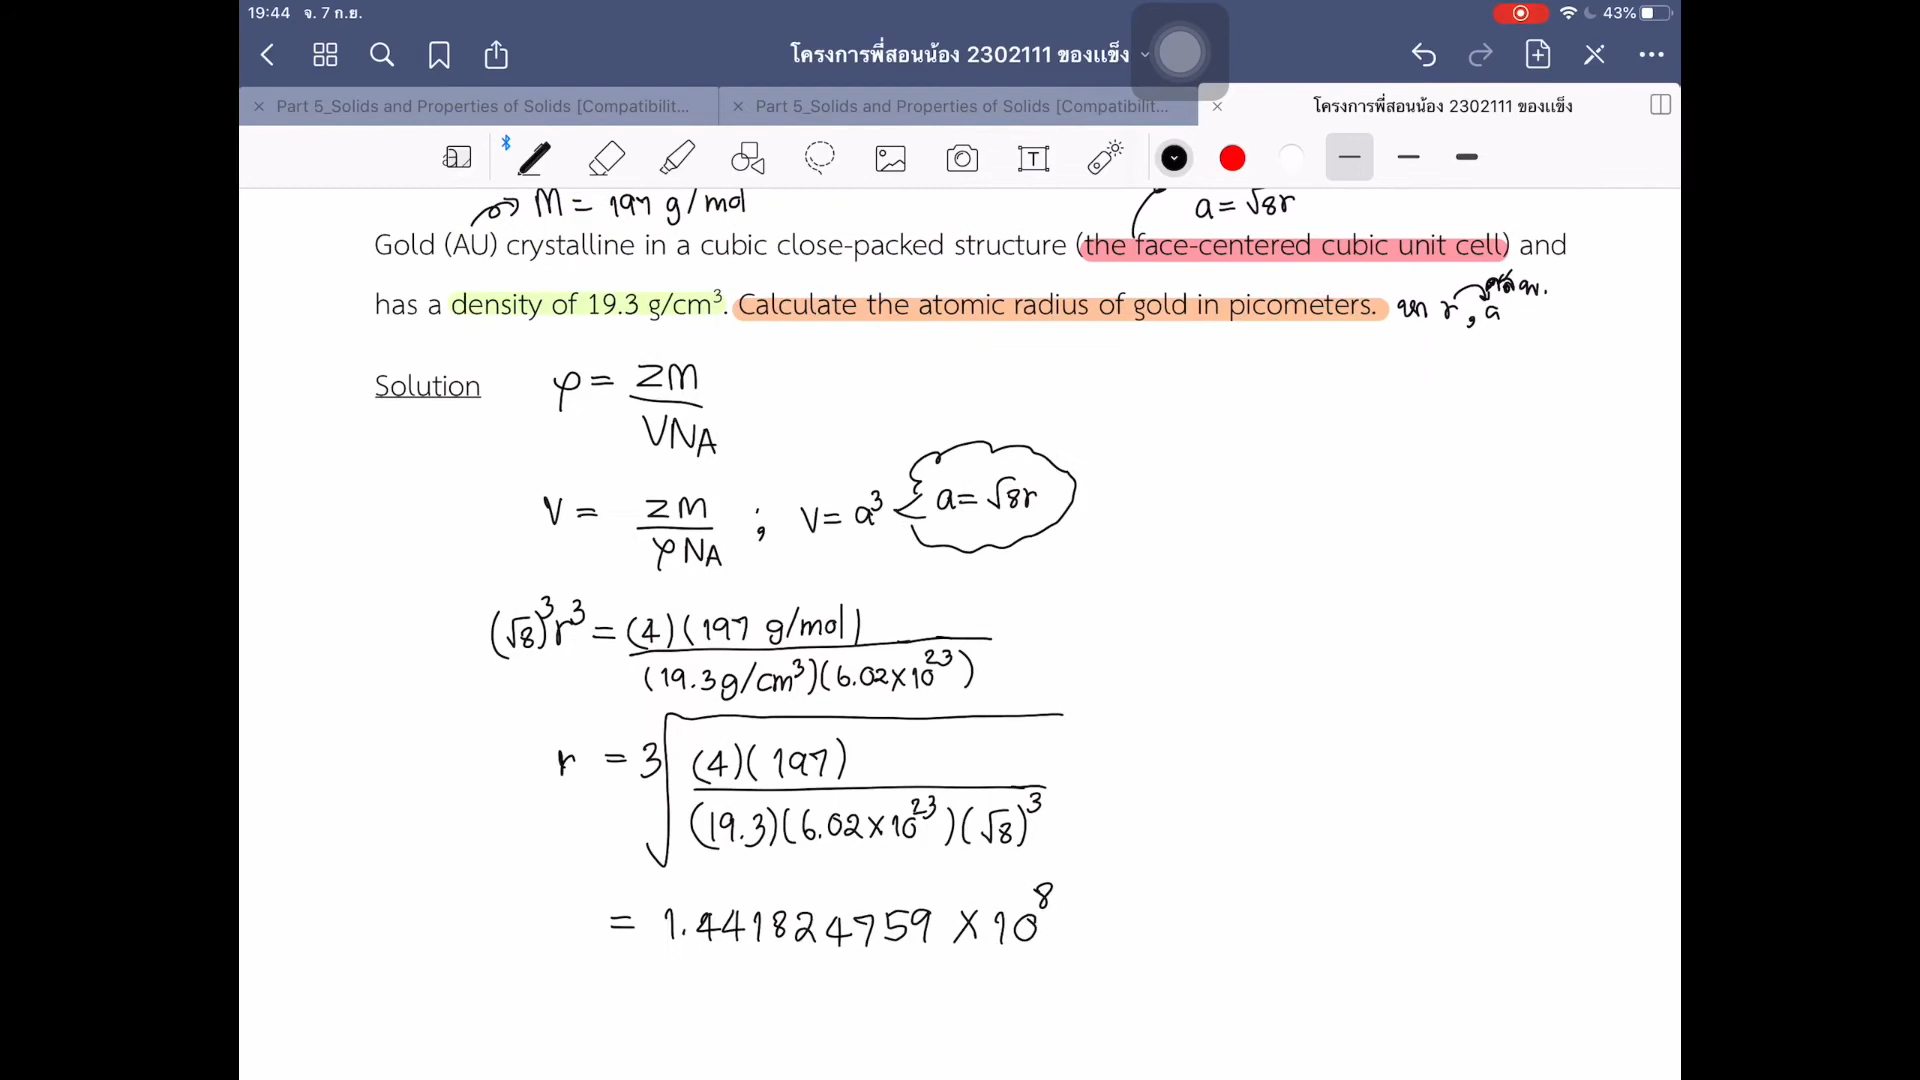 19:44 จ. 7 ก.ย.
43%
โครงการพี่สอนน้อง 2302111 ของแข็ง
Part 5_Solids and Properties of Solids [Compatibilit...
Part 5_Solids and Properties of Solids [Compatibilit...
โครงการพี่สอนน้อง 2302111 ของแข็ง
M = 197 g/mol
a = √8r
Gold (AU) crystalline in a cubic close-packed structure (the face-centered cubic unit cell) and
has a density of 19.3 g/cm³. Calculate the atomic radius of gold in picometers. หา r, a
Solution
ρ = ZM / VNA
V = ZM / ρNA ; V = a³
a = √8r
(√8)³r³ = (4)(197 g/mol) / (19.3g/cm³)(6.02×10²³)
r = ³√((4)(197) / (19.3)(6.02×10²³)(√8)³)
= 1.441824759 × 10⁸